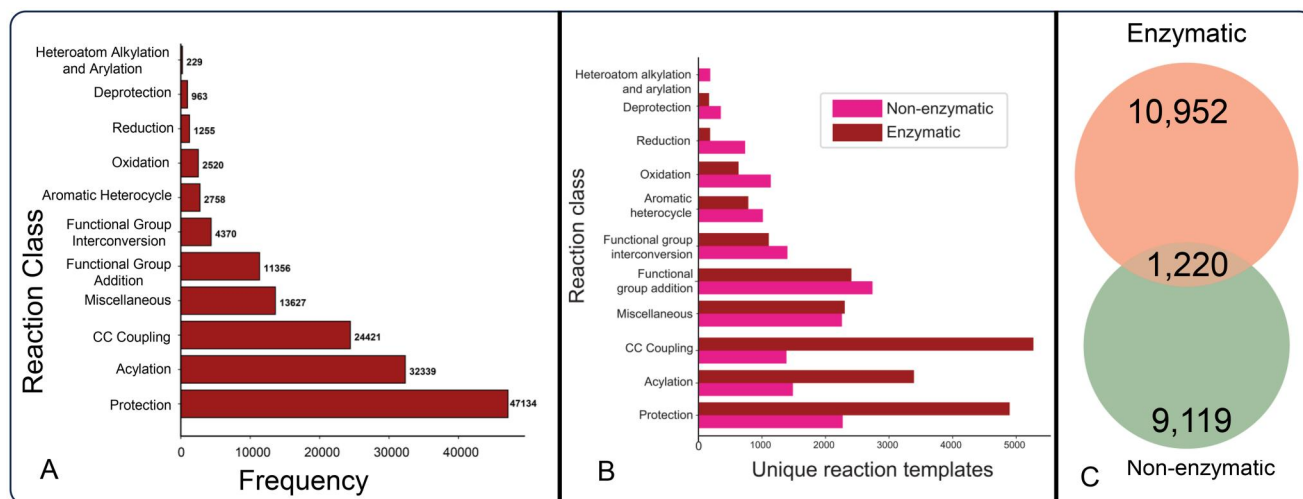 Reaction Class
Heteroatom Alkylation
and Arylation
229
Deprotection
963
Reduction
1255
Oxidation
2520
Aromatic Heterocycle
2758
Functional Group
Interconversion
4370
Functional Group
Addition
11356
Miscellaneous
13627
CC Coupling
24421
Acylation
32339
Protection
47134
0 10000 20000 30000 40000
A
Frequency
Reaction class
Heteroatom alkylation
and arylation
Deprotection
Reduction
Oxidation
Aromatic
heterocycle
Functional group
interconversion
Functional
group addition
Miscellaneous
CC Coupling
Acylation
Protection
Non-enzymatic
Enzymatic
0 1000 2000 3000 4000 5000
B
Unique reaction templates
Enzymatic
10,952
1,220
9,119
C
Non-enzymatic